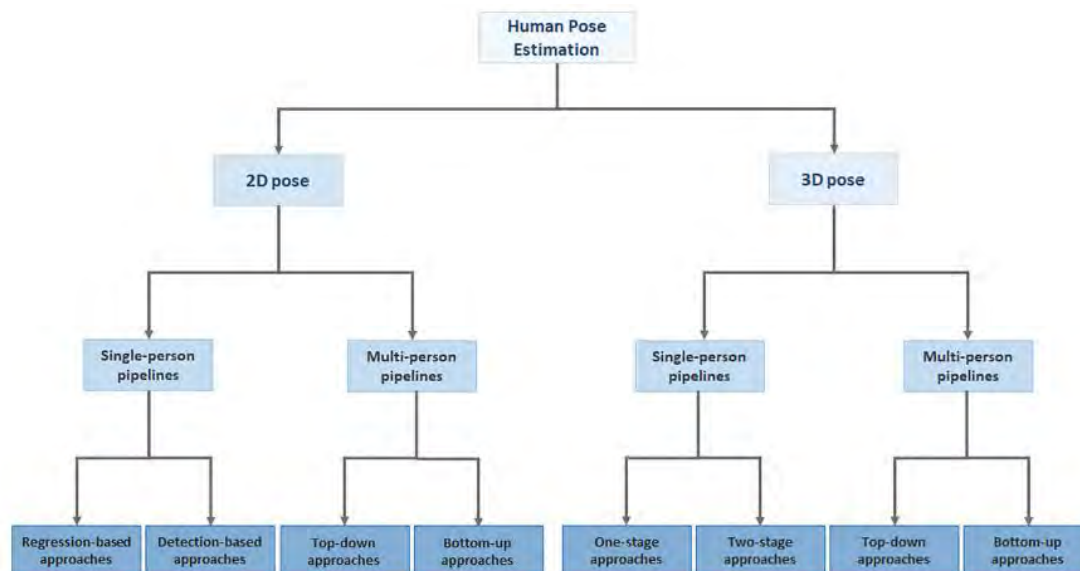 Human Pose
Estimation
2D pose
3D pose
Single-person
pipelines
Multi-person
pipelines
Single-person
pipelines
Multi-person
pipelines
Regression-based
approaches
Detection-based
approaches
Top-down
approaches
Bottom-up
approaches
One-stage
approaches
Two-stage
approaches
Top-down
approaches
Bottom-up
approaches